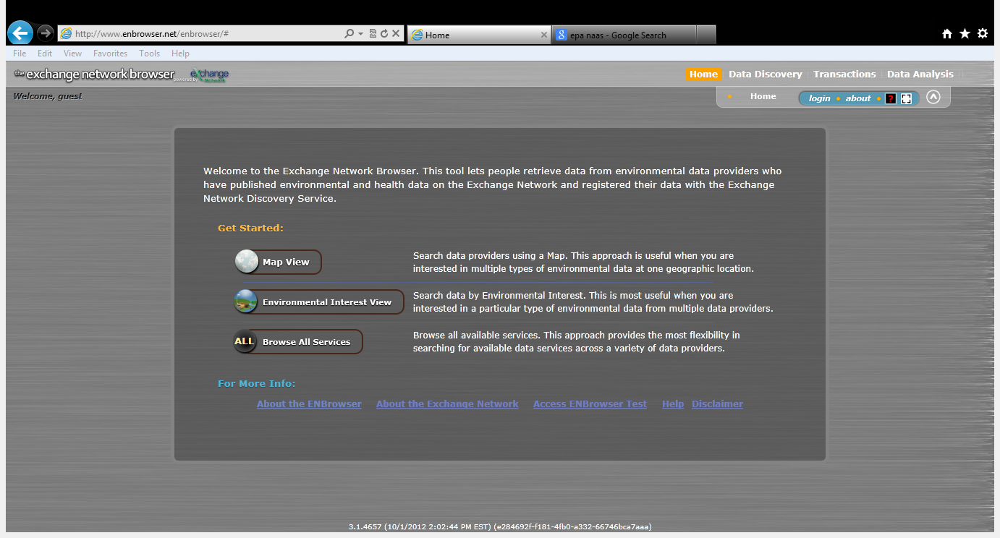 http://www.enbrowser.net/enbrowser/#
Home
epa naas - Google Search
File Edit View Favorites Tools Help
the exchange network browser powered by exchange network
Home Data Discovery Transactions Data Analysis
Welcome, guest
Home login about ?
Welcome to the Exchange Network Browser. This tool lets people retrieve data from environmental data providers who
have published environmental and health data on the Exchange Network and registered their data with the Exchange
Network Discovery Service.
Get Started:
Map View
Search data providers using a Map. This approach is useful when you are
interested in multiple types of environmental data at one geographic location.
Environmental Interest View
Search data by Environmental Interest. This is most useful when you are
interested in a particular type of environmental data from multiple data providers.
ALL Browse All Services
Browse all available services. This approach provides the most flexibility in
searching for available data services across a variety of data providers.
For More Info:
About the ENBrowser About the Exchange Network Access ENBrowser Test Help Disclaimer
3.1.4657 (10/1/2012 2:02:44 PM EST) (e284692f-f181-4fb0-a332-66746bca7aaa)